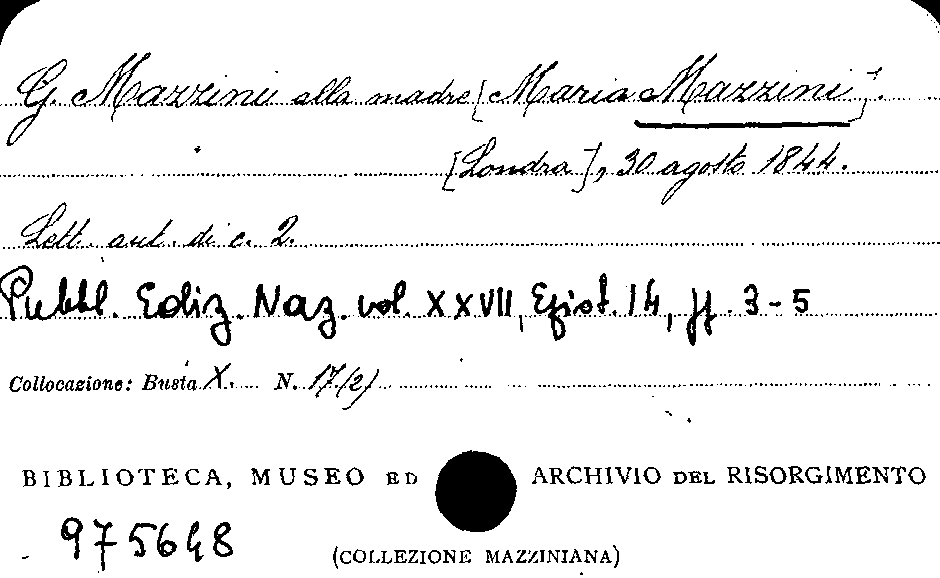 G. Mazzini alla madre [Maria Mazzini].
[Londra], 30 agosto 1844.
Lett. aut. di c. 2.
Pubbl. Ediz. Naz. vol. XXVII, Epist. 14, pp. 3-5
Collocazione: Busta X. N. 17(2)
BIBLIOTECA, MUSEO ED ARCHIVIO DEL RISORGIMENTO
975648
(COLLEZIONE MAZZINIANA)